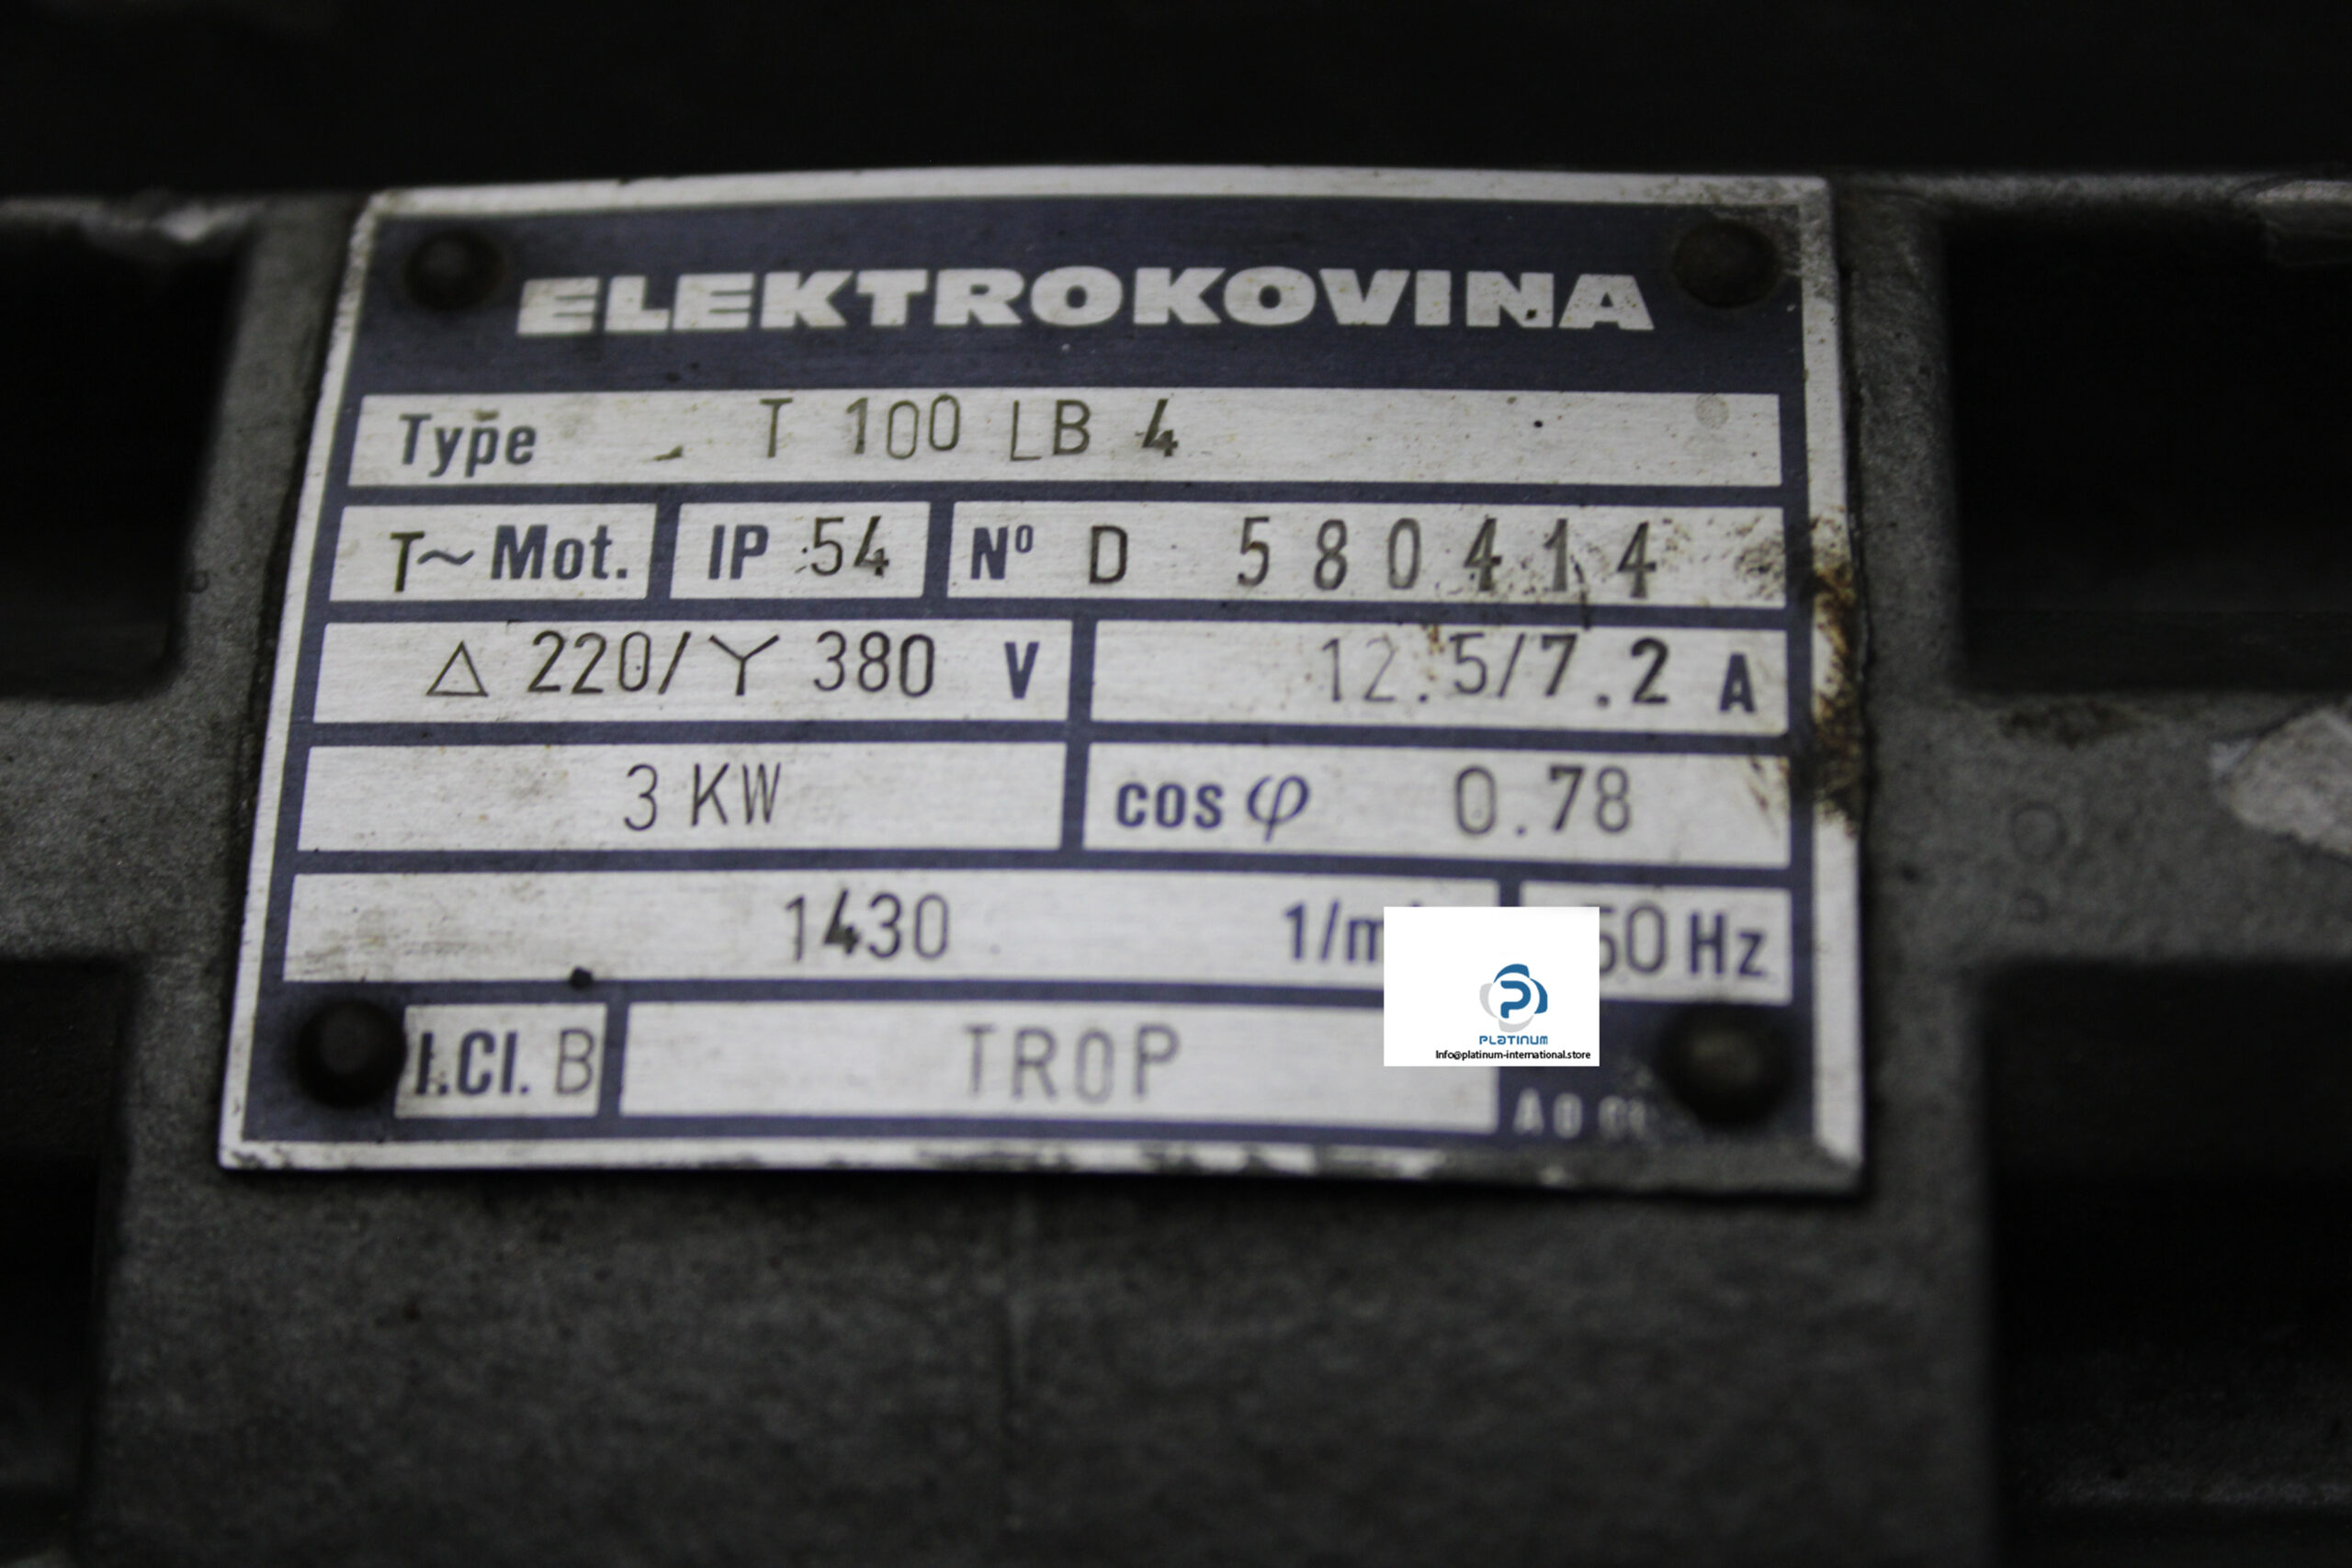 ELEKTROKOVINA
Type T 100 LB 4
T~ Mot. IP 54 Nº D 580414
△ 220/Y 380 V 12.5/7.2 A
3 KW cos φ 0.78
1430 50 Hz
I.Cl. B TROP
PLATINUM
Info@platinum-international.store